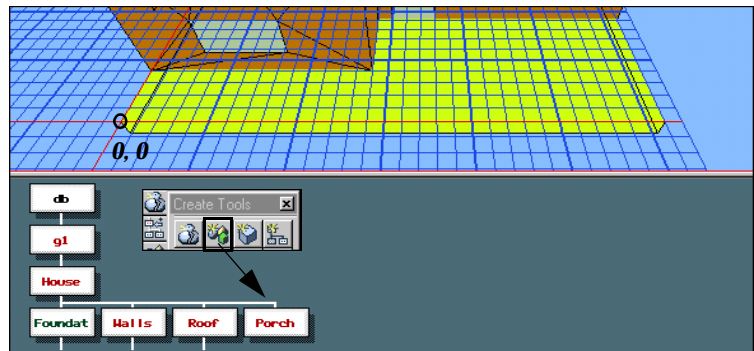 0, 0
db
Create Tools
g1
House
Foundat Walls Roof Porch